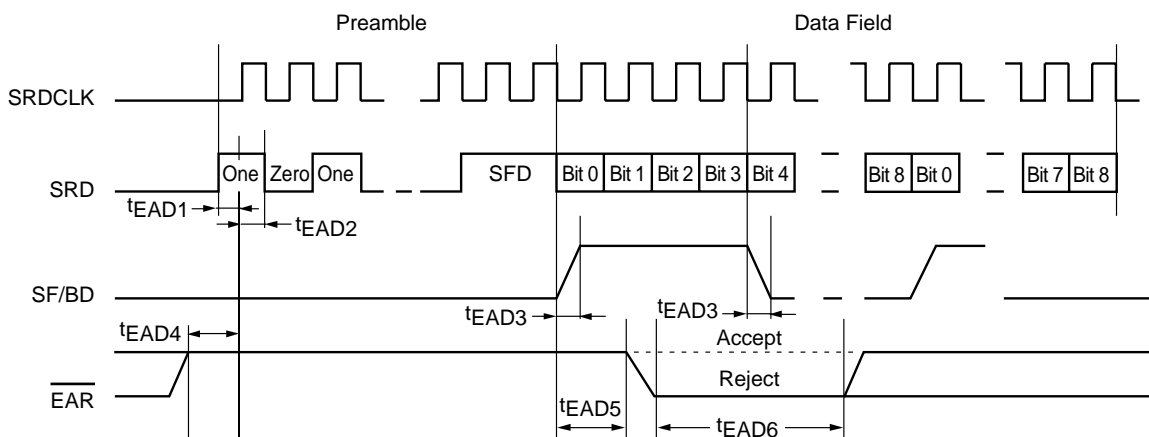 Preamble Data Field
SRDCLK
SRD One Zero One SFD Bit 0 Bit 1 Bit 2 Bit 3 Bit 4 Bit 8 Bit 0 Bit 7 Bit 8
tEAD1
tEAD2
SF/BD
tEAD3 tEAD3
tEAD4
Accept
EAR Reject
tEAD5 tEAD6